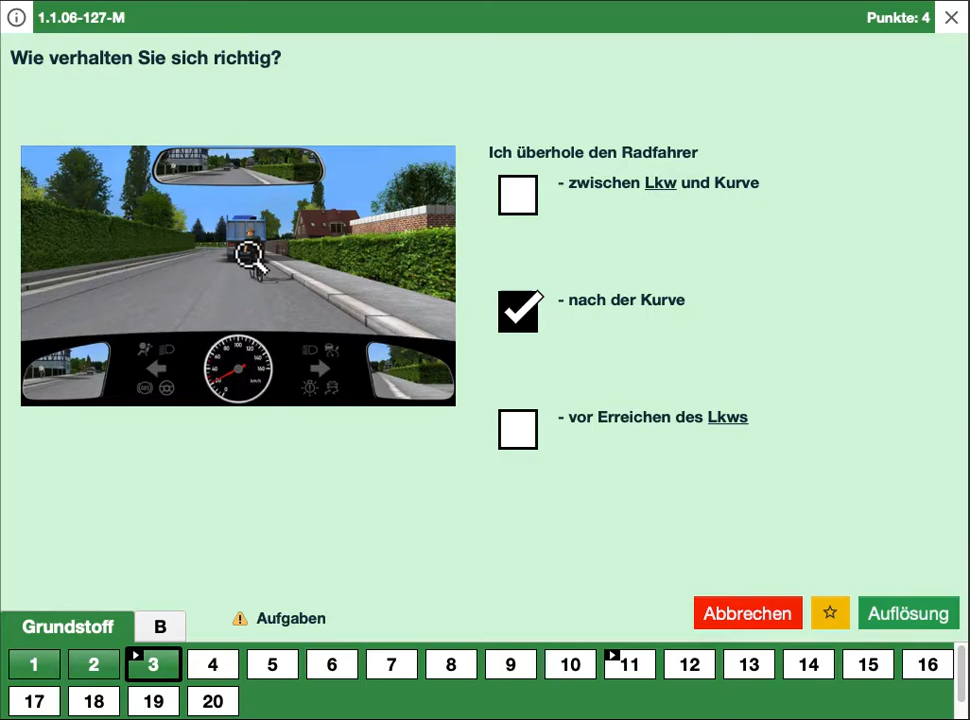 1.1.06-127-M
Punkte: 4
Wie verhalten Sie sich richtig?
Ich überhole den Radfahrer
- zwischen Lkw und Kurve
- nach der Kurve
- vor Erreichen des Lkws
Grundstoff
B
Aufgaben
Abbrechen
Auflösung
1 2 3 4 5 6 7 8 9 10 11 12 13 14 15 16
17 18 19 20